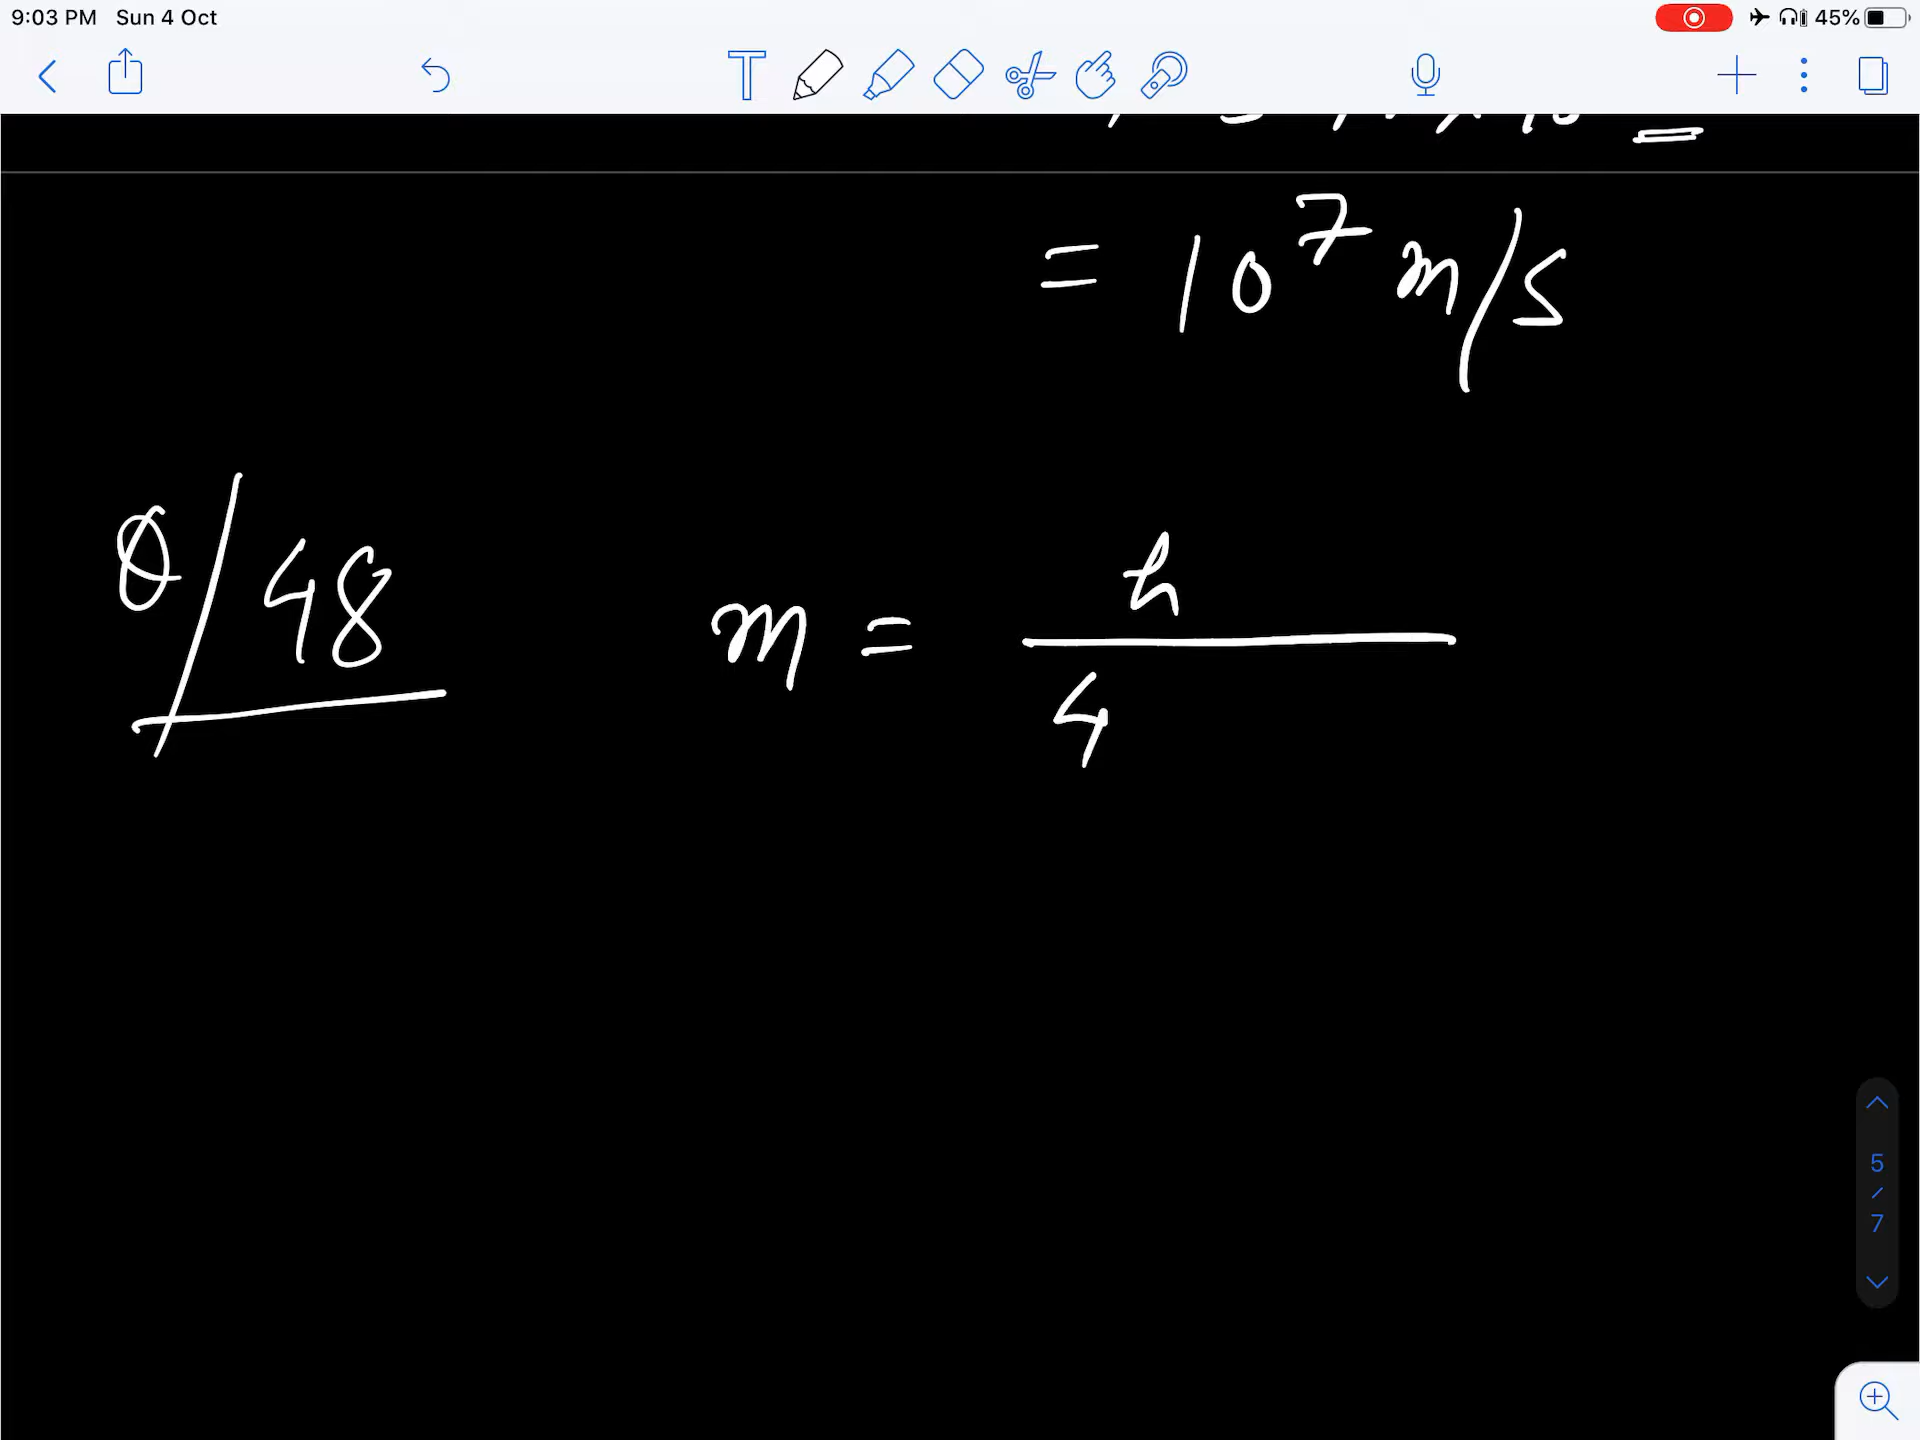 9:03 PM Sun 4 Oct
45%
T
= 10⁷ m/s
Q/48
m = h/4
5
/
7